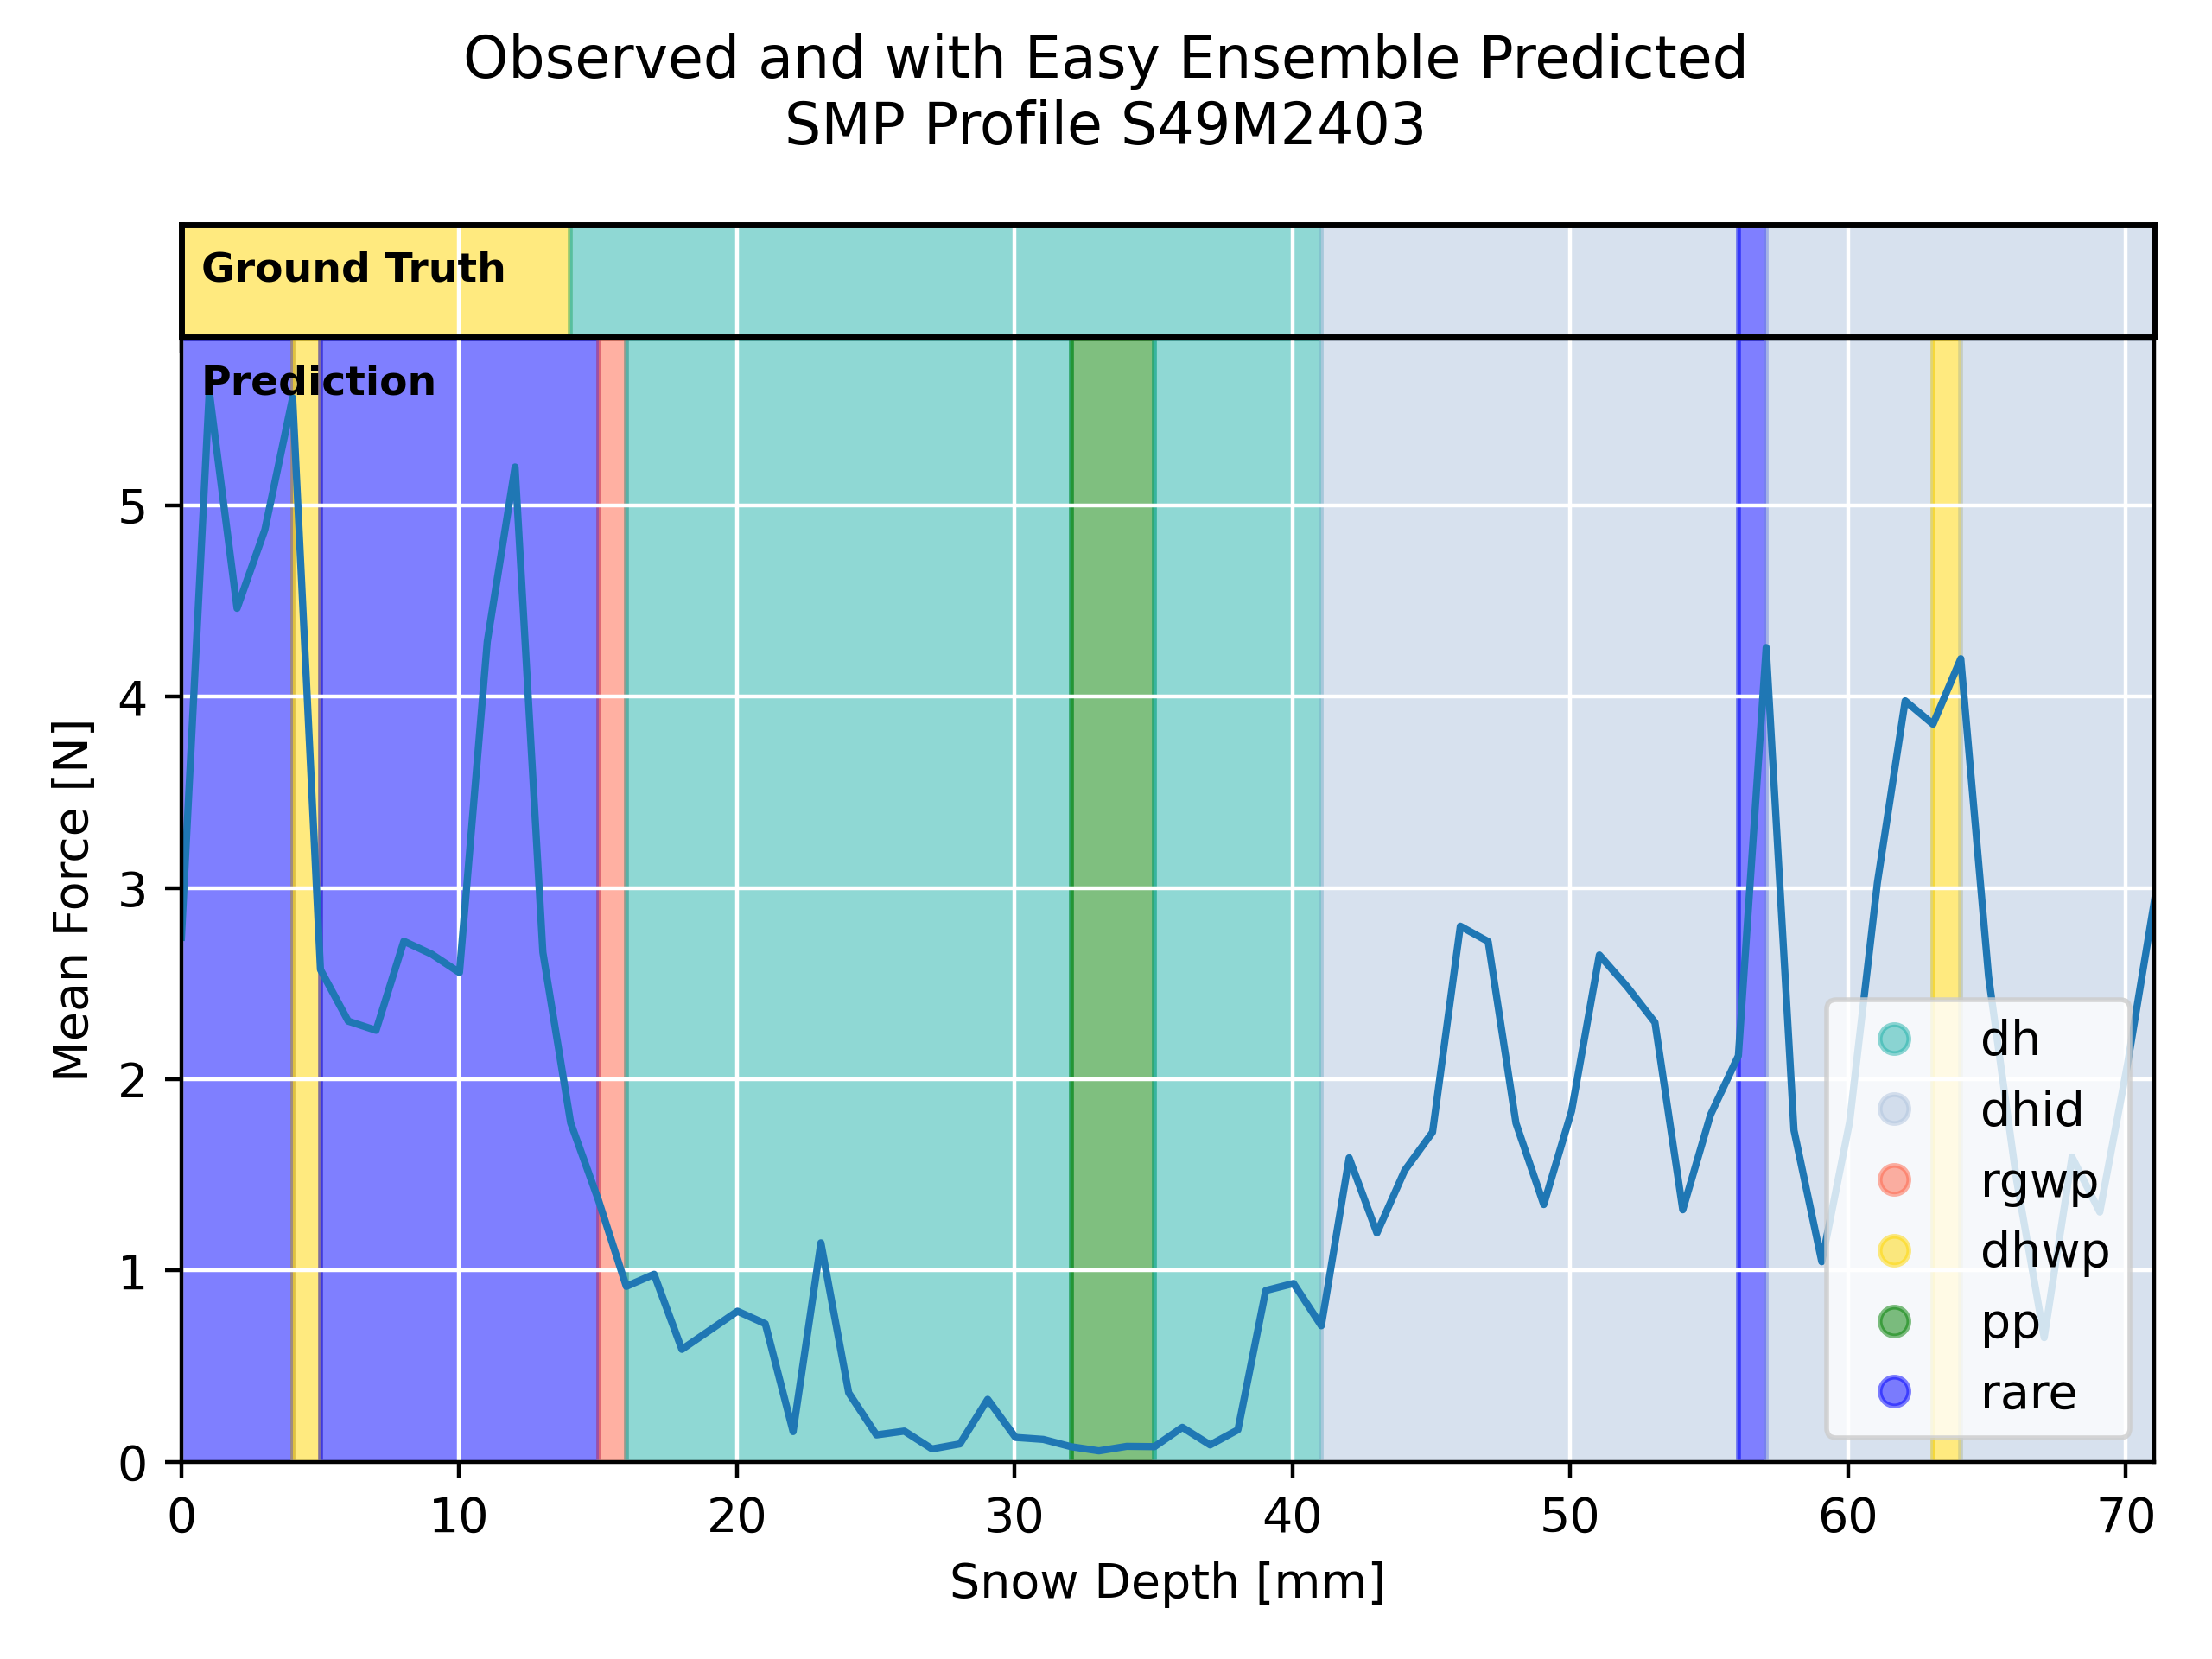 Observed and with Easy Ensemble Predicted
SMP Profile S49M2403
Ground Truth
Prediction
5
4
3
2
1
0
Mean Force [N]
dh
dhid
rgwp
dhwp
pp
rare
0 10 20 30 40 50 60 70
Snow Depth [mm]